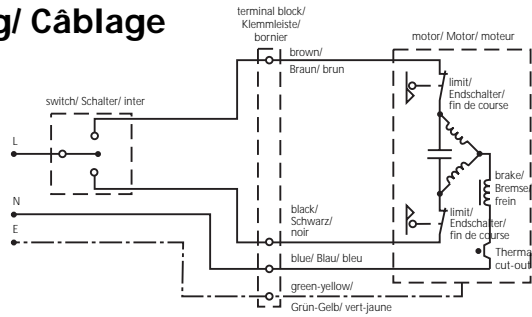 g/ Câblage
terminal block/
Klemmleiste/
bornier
motor/ Motor/ moteur
brown/
Braun/ brun
switch/ Schalter/ inter
limit/
Endschalter/
fin de course
L
brake/
Bremse/
frein
N
black/
Schwarz/
noir
limit/
Endschalter/
fin de course
E
Therma
cut-out/
blue/ Blau/ bleu
green-yellow/
Grün-Gelb/ vert-jaune